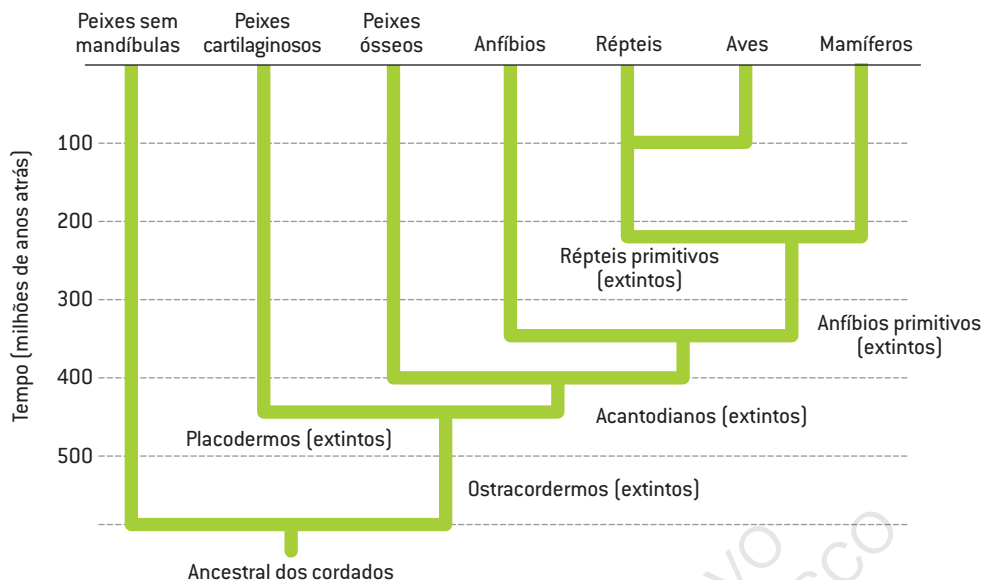 Peixes sem
mandíbulas
Peixes
cartilaginosos
Peixes
ósseos
Anfíbios
Répteis
Aves
Mamíferos
Tempo (milhões de anos atrás)
100
200
300
400
500
Répteis primitivos
(extintos)
Anfíbios primitivos
(extintos)
Acantodianos (extintos)
Placodermos (extintos)
Ostracordermos (extintos)
Ancestral dos cordados